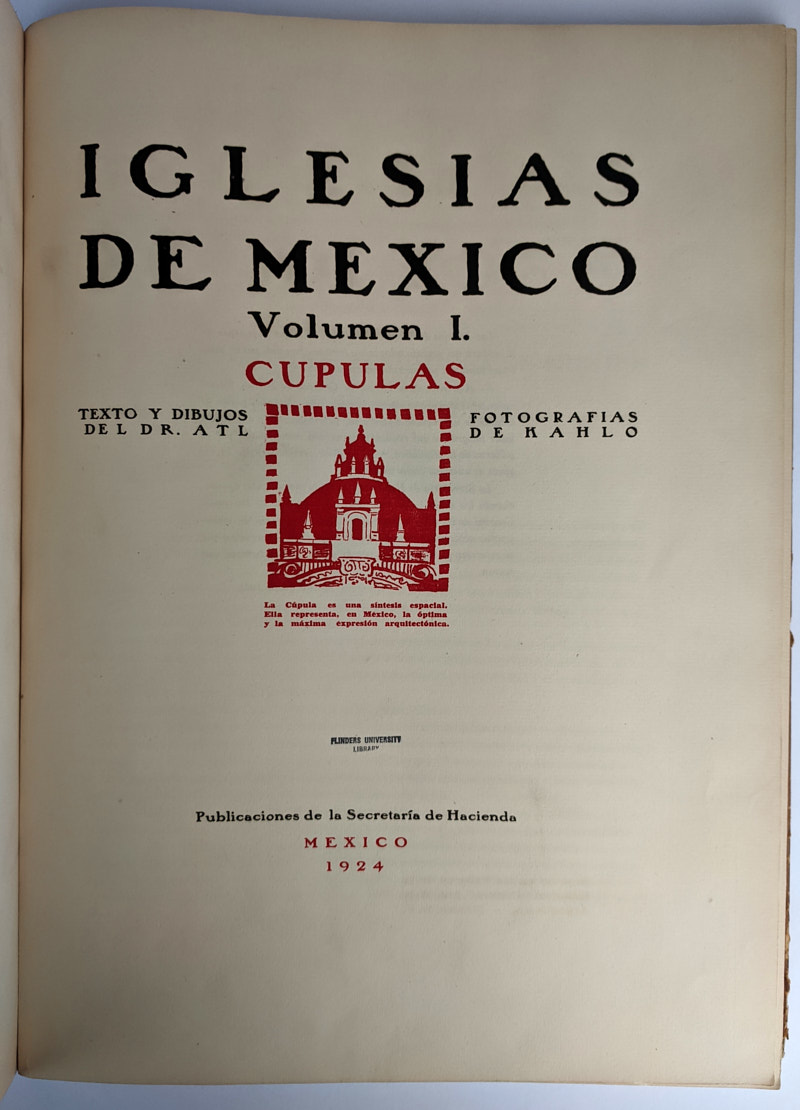 IGLESIAS
DE MEXICO
Volumen I.
CUPULAS
TEXTO Y DIBUJOS
DEL DR. ATL
FOTOGRAFIAS
DE KAHLO
La Cúpula es una síntesis espacial.
Ella representa, en México, la óptima
y la máxima expresión arquitectónica.
FLINDERS UNIVERSITY
LIBRARY
Publicaciones de la Secretaría de Hacienda
MEXICO
1924